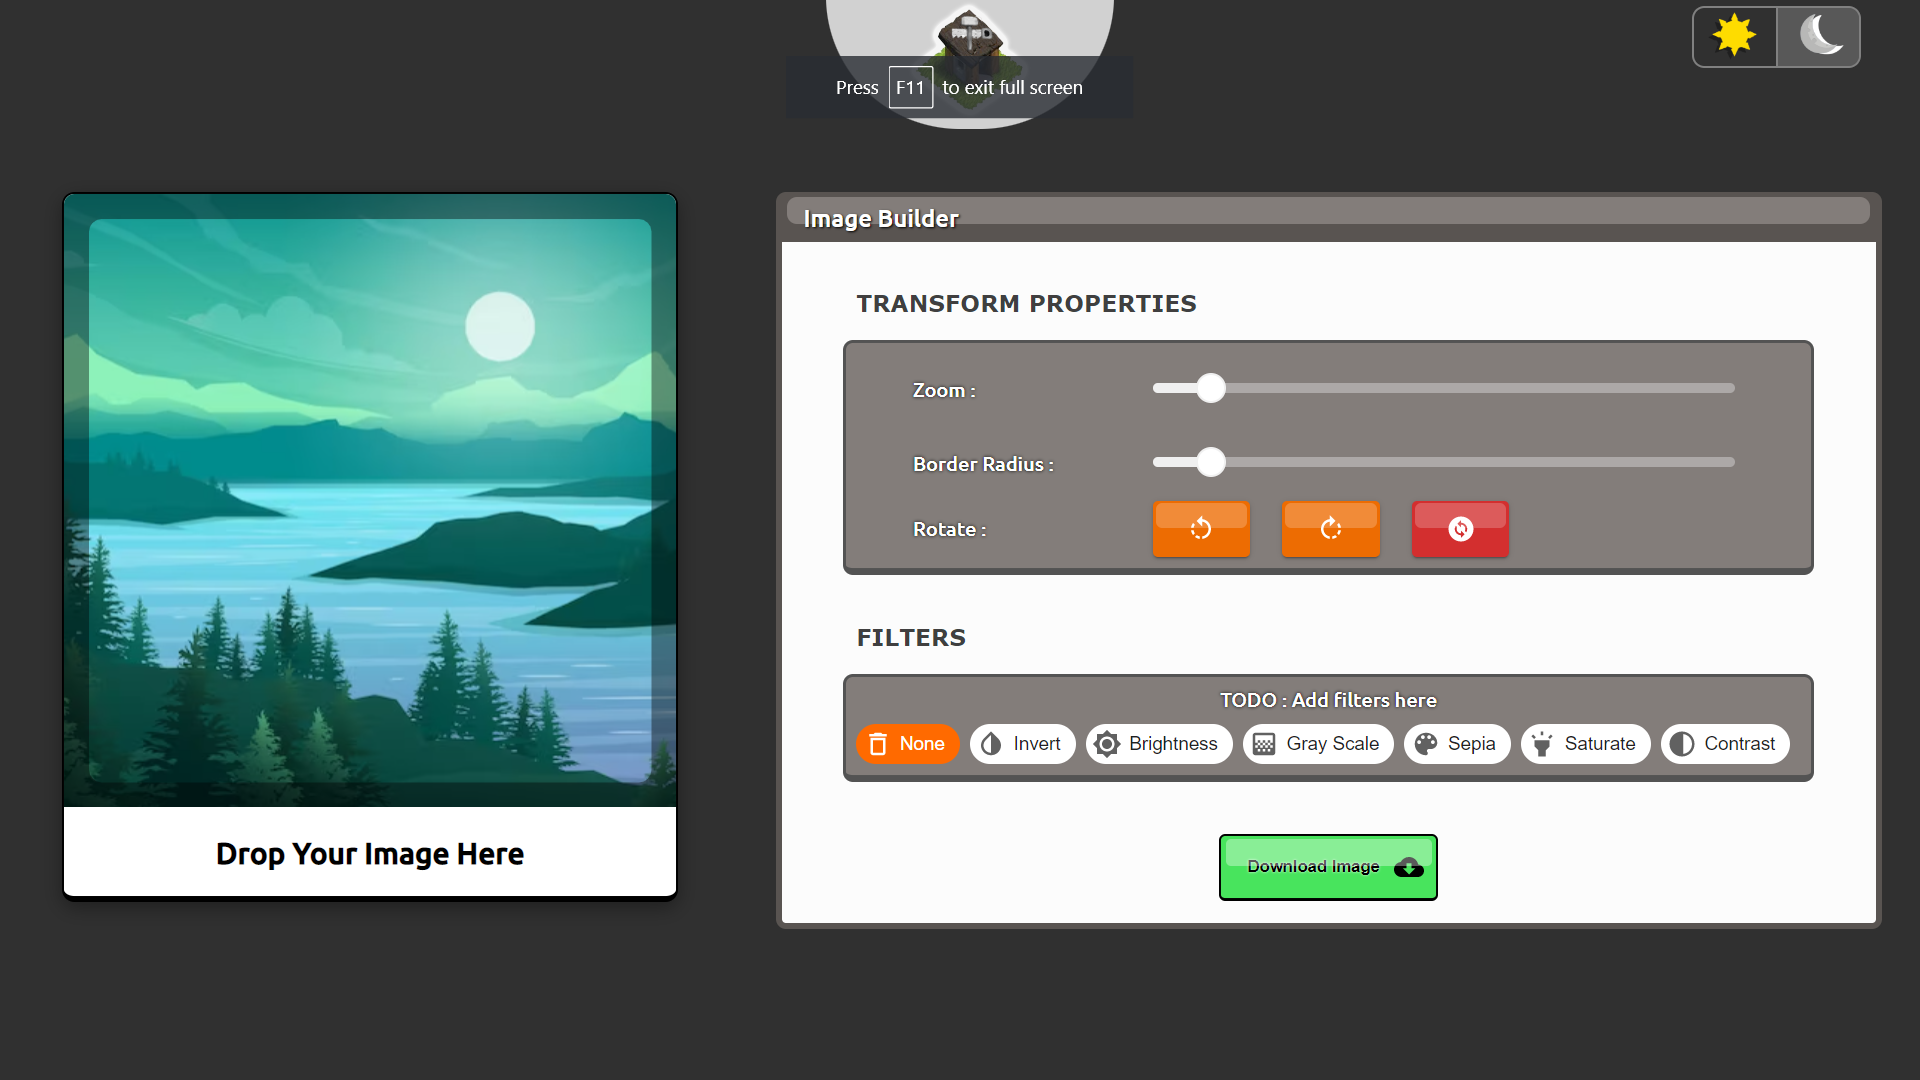 Press F11 to exit full screen
Image Builder
TRANSFORM PROPERTIES
Zoom :
Border Radius :
Rotate :
FILTERS
TODO : Add filters here
None Invert Brightness Gray Scale Sepia Saturate Contrast
Drop Your Image Here
Download Image